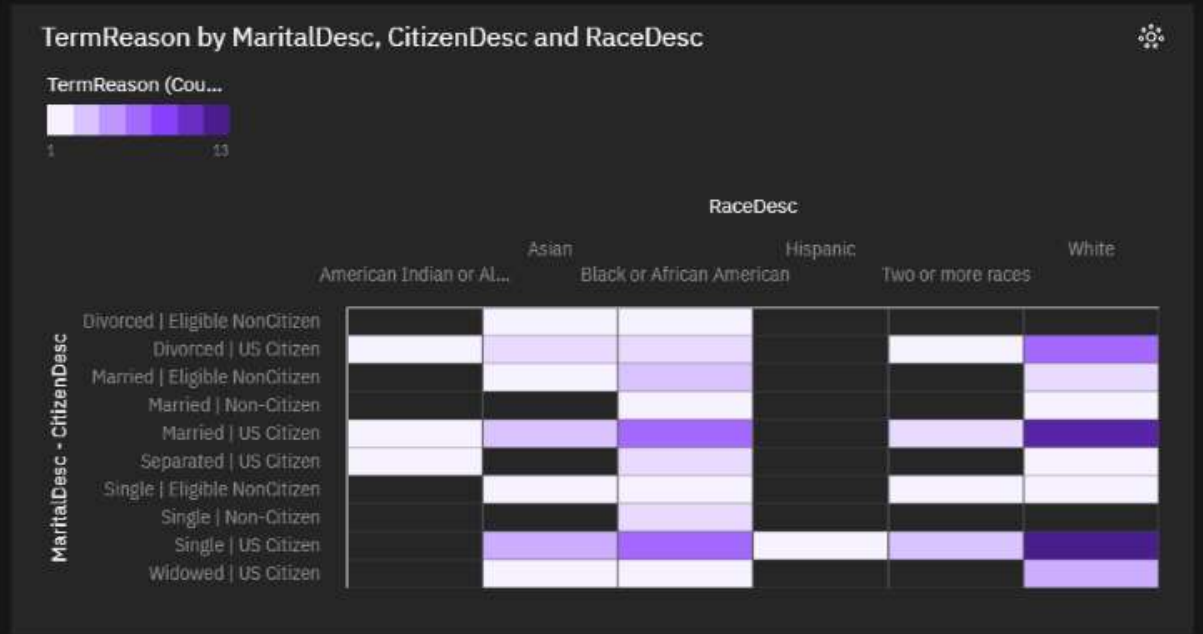 TermReason by MaritalDesc, CitizenDesc and RaceDesc
TermReason (Cou...
1 13
RaceDesc
Asian Hispanic White
American Indian or Al... Black or African American Two or more races
MaritalDesc - CitizenDesc
Divorced | Eligible NonCitizen
Divorced | US Citizen
Married | Eligible NonCitizen
Married | Non-Citizen
Married | US Citizen
Separated | US Citizen
Single | Eligible NonCitizen
Single | Non-Citizen
Single | US Citizen
Widowed | US Citizen